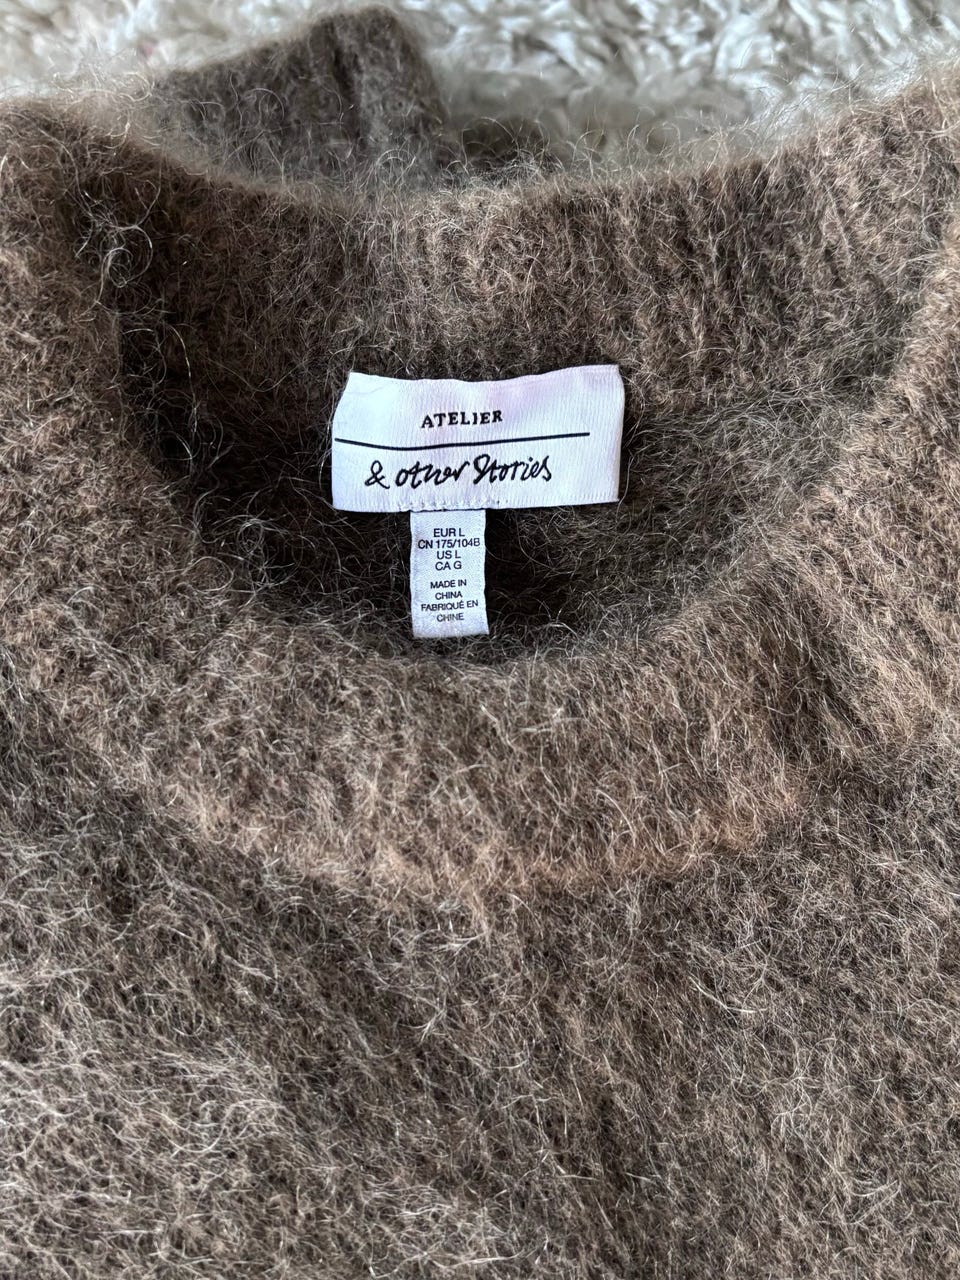 ATELIER
& other Stories
EUR L
CN 175/104B
US L
CA G
MADE IN
CHINA
FABRIQUÉ EN
CHINE